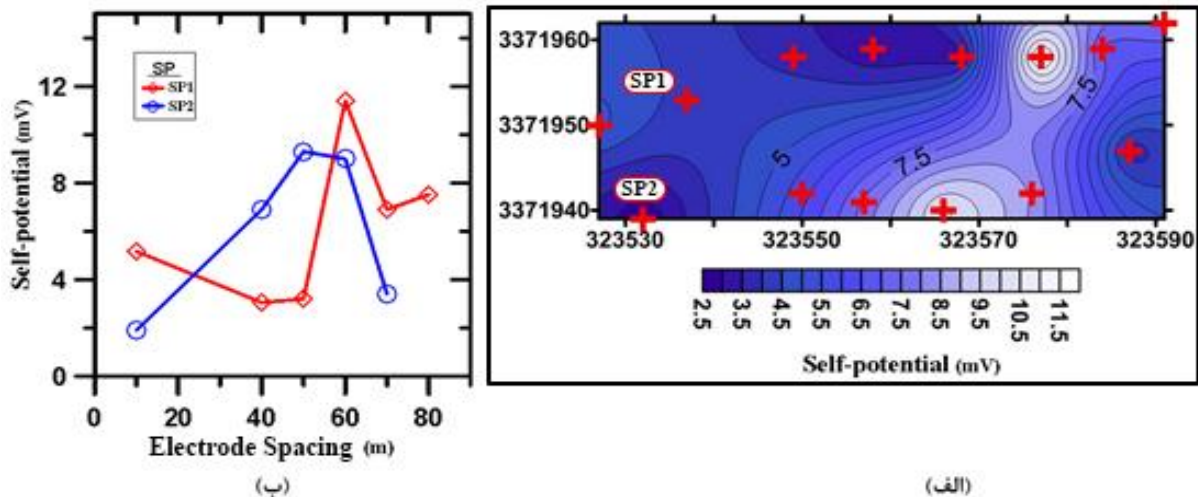 Self-potential (mV)
12
8
4
0
SP
SP1
SP2
0 20 40 60 80
Electrode Spacing (m)
(ب)
3371960
3371950
3371940
SP1
SP2
5
7.5
7.5
323530 323550 323570 323590
2.5 3.5 4.5 5.5 6.5 7.5 8.5 9.5 10.5 11.5
Self-potential (mV)
(الف)